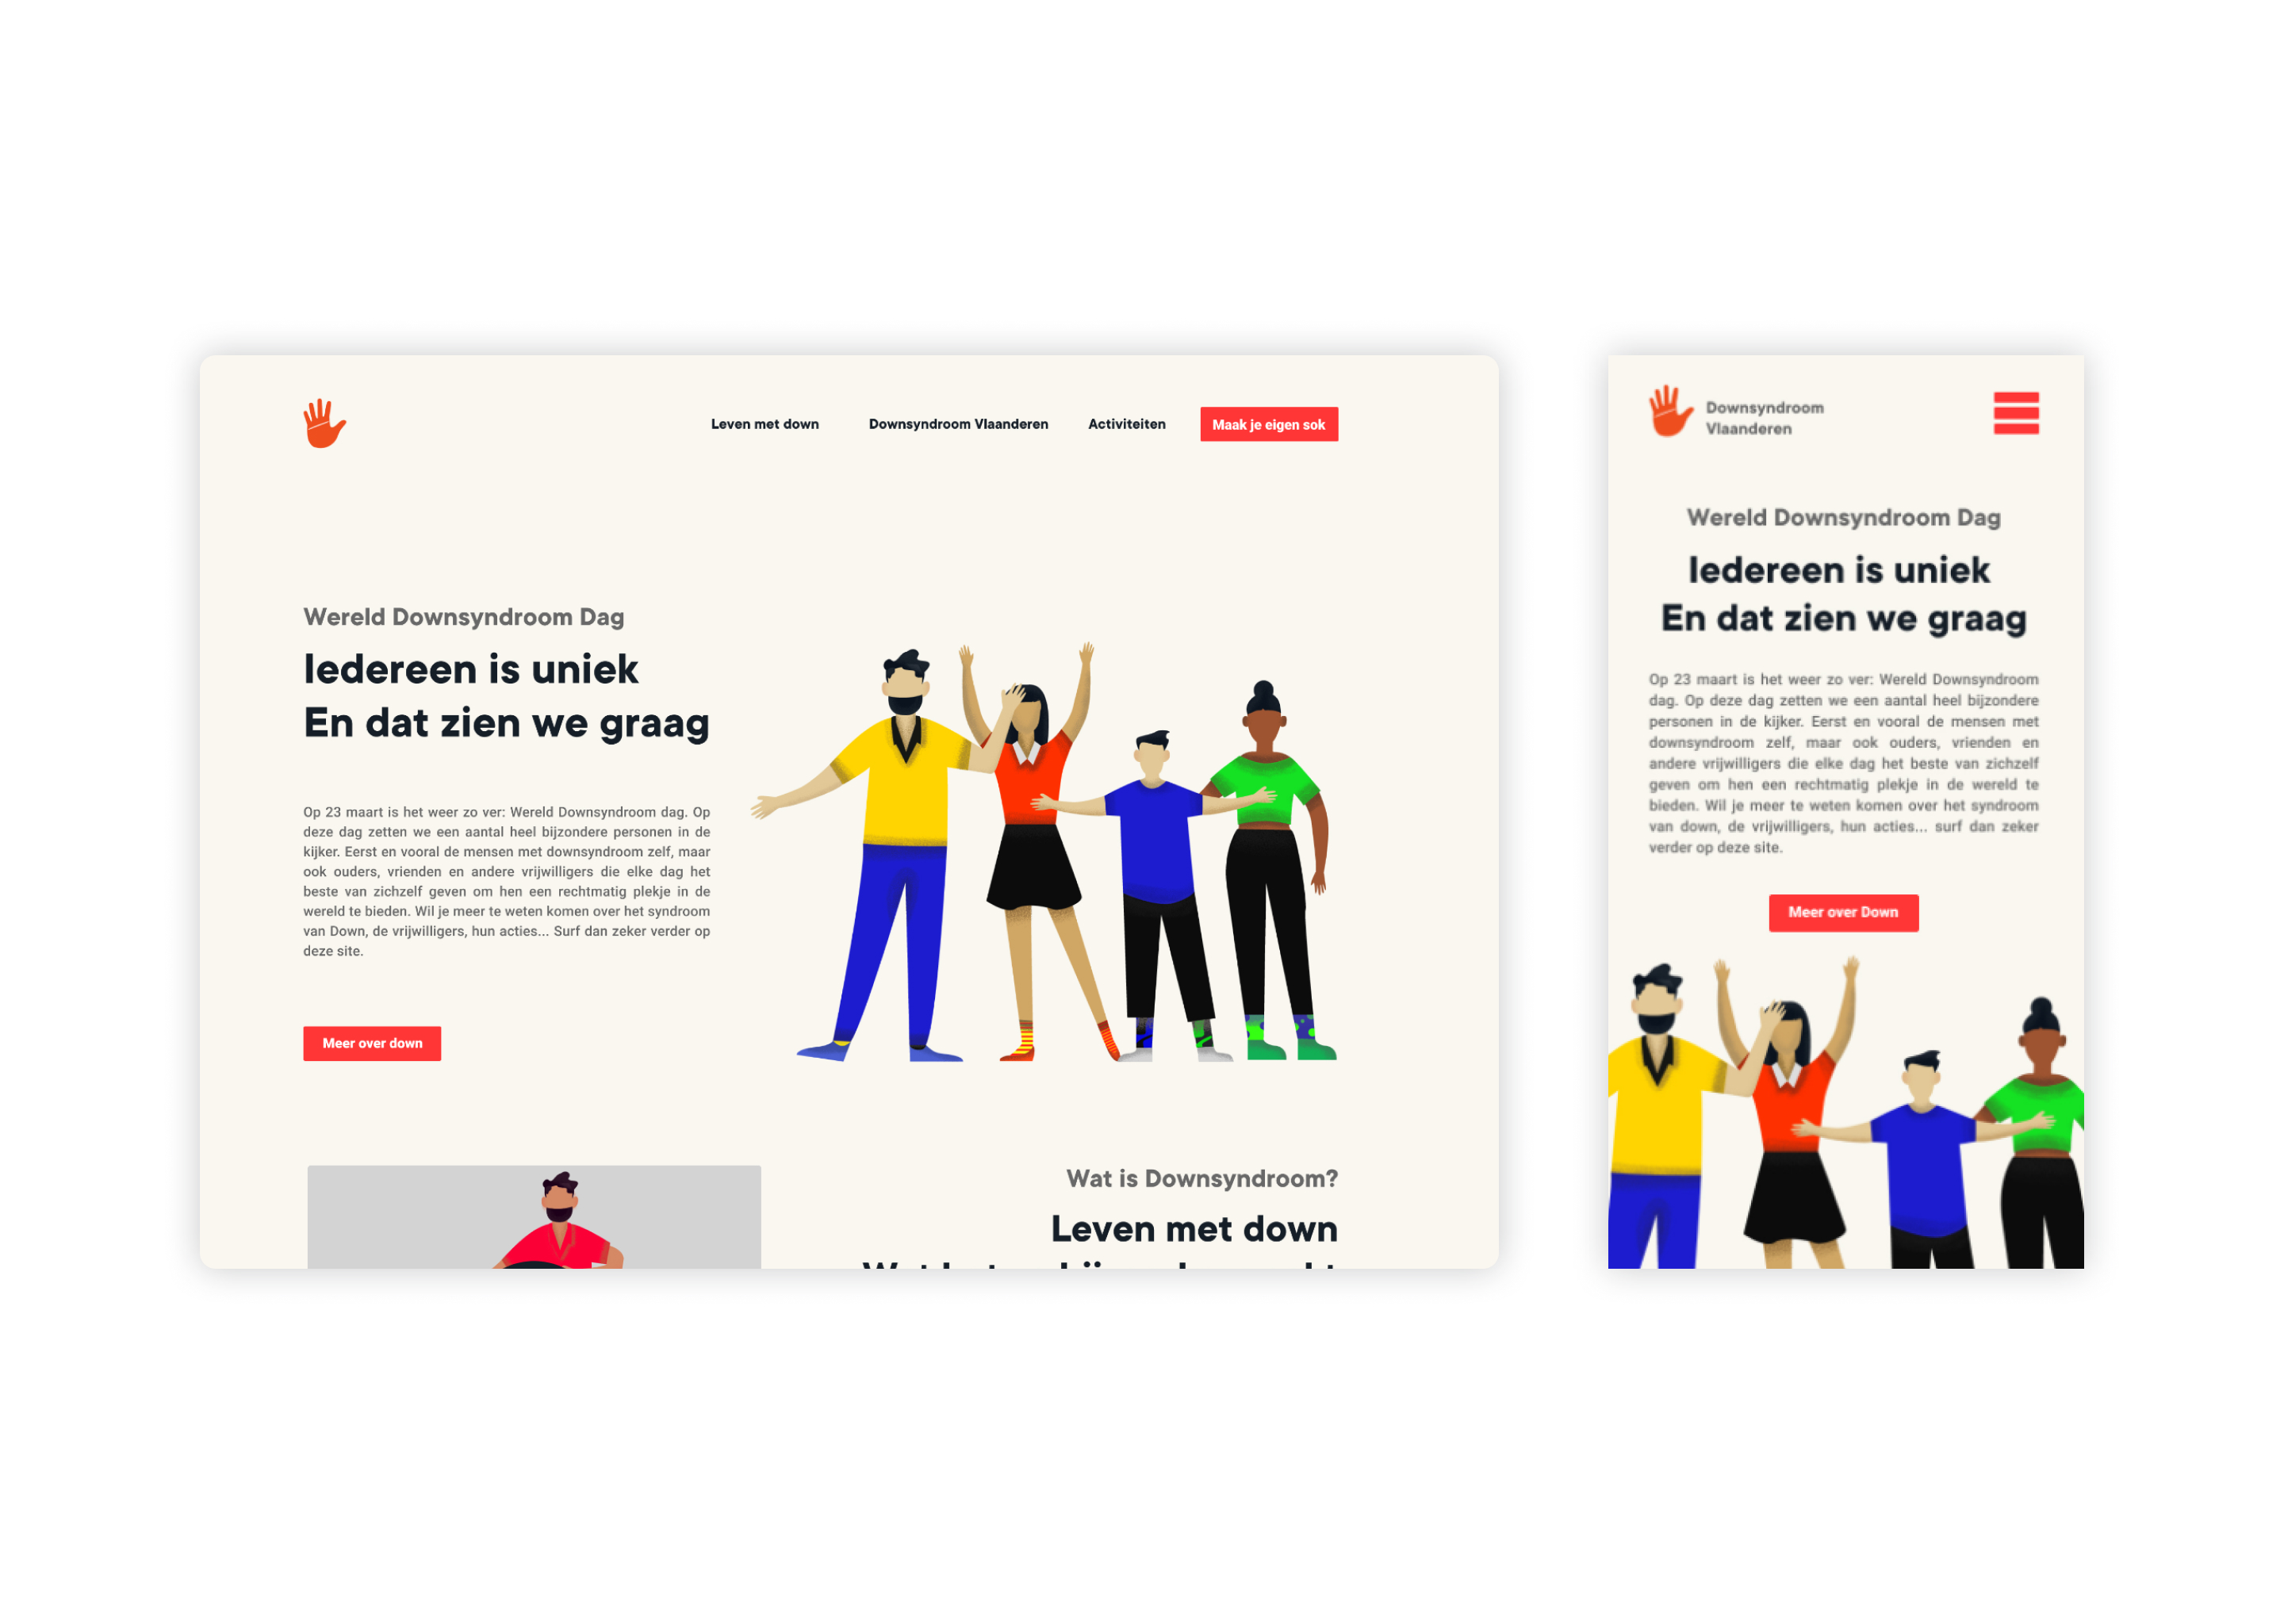 Leven met down
Downsyndroom Vlaanderen
Activiteiten
Maak je eigen sok
Wereld Downsyndroom Dag
Iedereen is uniek
En dat zien we graag
Op 23 maart is het weer zo ver: Wereld Downsyndroom dag. Op
deze dag zetten we een aantal heel bijzondere personen in de
kijker. Eerst en vooral de mensen met downsyndroom zelf, maar
ook ouders, vrienden en andere vrijwilligers die elke dag het
beste van zichzelf geven om hen een rechtmatig plekje in de
wereld te bieden. Wil je meer te weten komen over het syndroom
van Down, de vrijwilligers, hun acties... Surf dan zeker verder op
deze site.
Meer over down
Wat is Downsyndroom?
Leven met down
Downsyndroom
Vlaanderen
Wereld Downsyndroom Dag
Iedereen is uniek
En dat zien we graag
Op 23 maart is het weer zo ver: Wereld Downsyndroom
dag. Op deze dag zetten we een aantal heel bijzondere
personen in de kijker. Eerst en vooral de mensen met
downsyndroom zelf, maar ook ouders, vrienden en
andere vrijwilligers die elke dag het beste van zichzelf
geven om hen een rechtmatig plekje in de wereld te
bieden. Wil je meer te weten komen over het syndroom
van down, de vrijwilligers, hun acties... surf dan zeker
verder op deze site.
Meer over Down